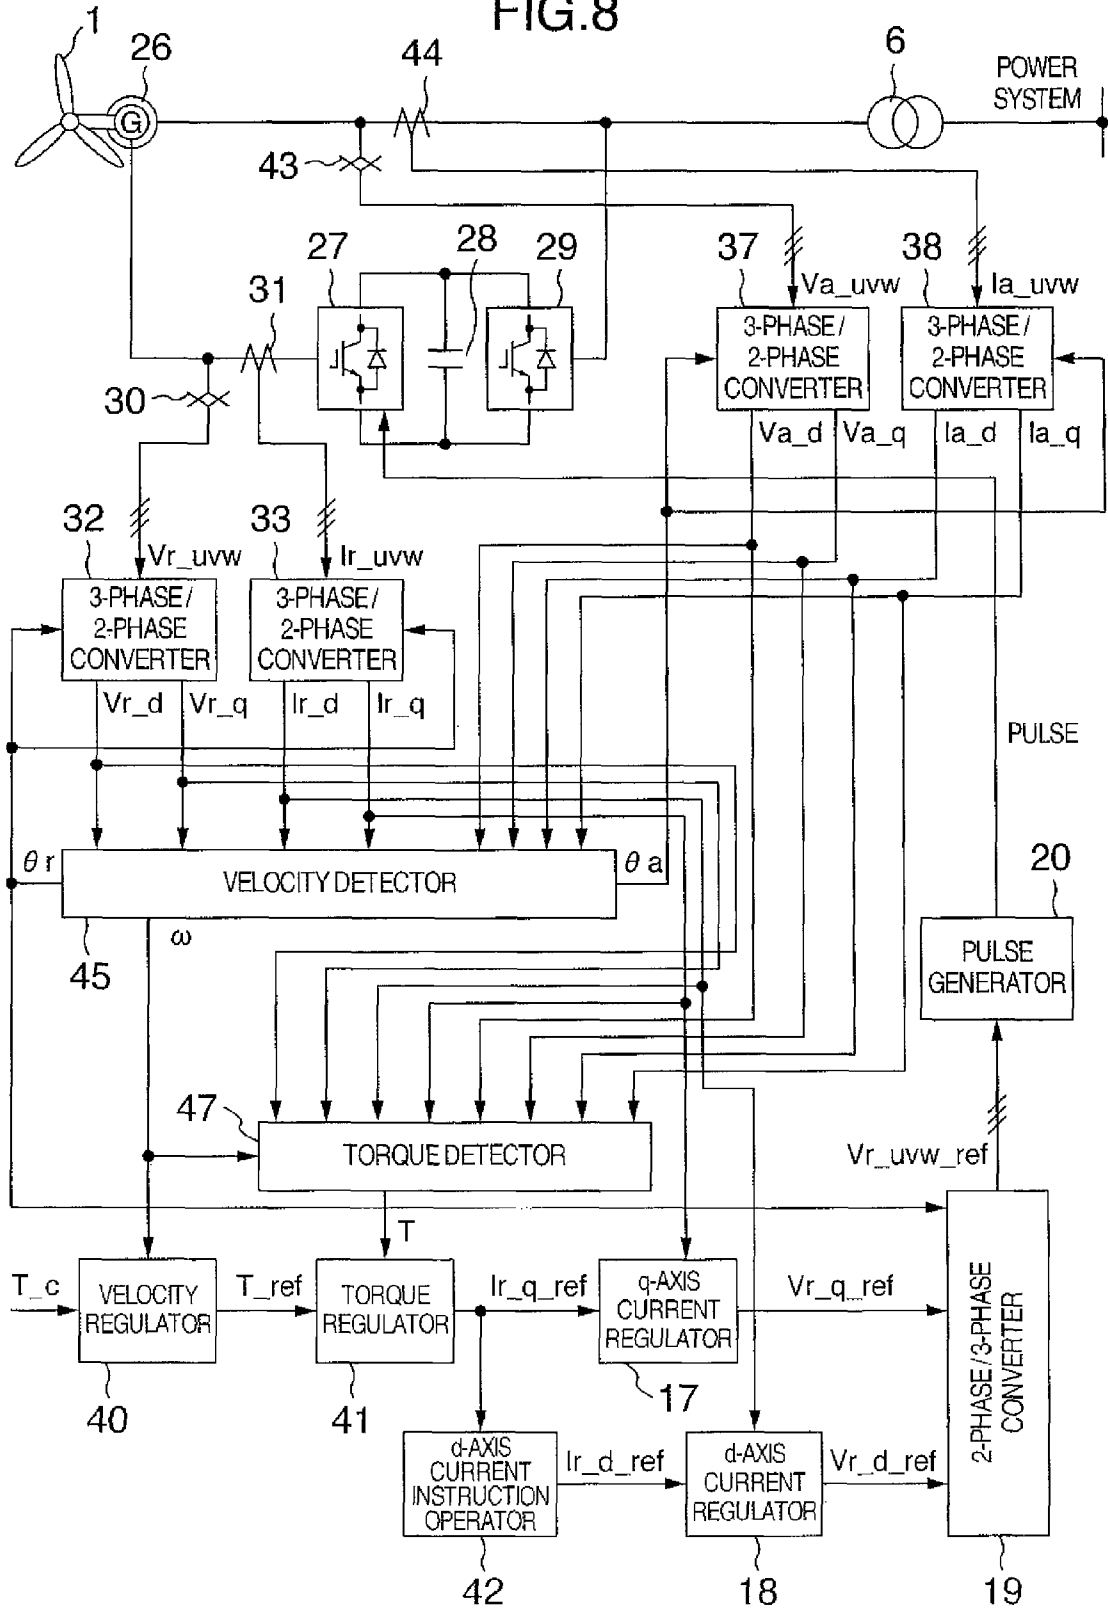 FIG.8
1
26
44
6
POWER
SYSTEM
G
43
27
28
29
37
38
31
Va_uvw
Ia_uvw
3-PHASE/
2-PHASE
CONVERTER
3-PHASE/
2-PHASE
CONVERTER
30
Va_d
Va_q
Ia_d
Ia_q
32
33
Vr_uvw
Ir_uvw
3-PHASE/
2-PHASE
CONVERTER
3-PHASE/
2-PHASE
CONVERTER
Vr_d
Vr_q
Ir_d
Ir_q
PULSE
θr
VELOCITY DETECTOR
θa
20
45
ω
PULSE
GENERATOR
47
TORQUE DETECTOR
Vr_uvw_ref
T
T_c
VELOCITY
REGULATOR
T_ref
TORQUE
REGULATOR
Ir_q_ref
q-AXIS
CURRENT
REGULATOR
Vr_q_ref
2-PHASE/3-PHASE
CONVERTER
40
41
17
d-AXIS
CURRENT
INSTRUCTION
OPERATOR
Ir_d_ref
d-AXIS
CURRENT
REGULATOR
Vr_d_ref
42
18
19